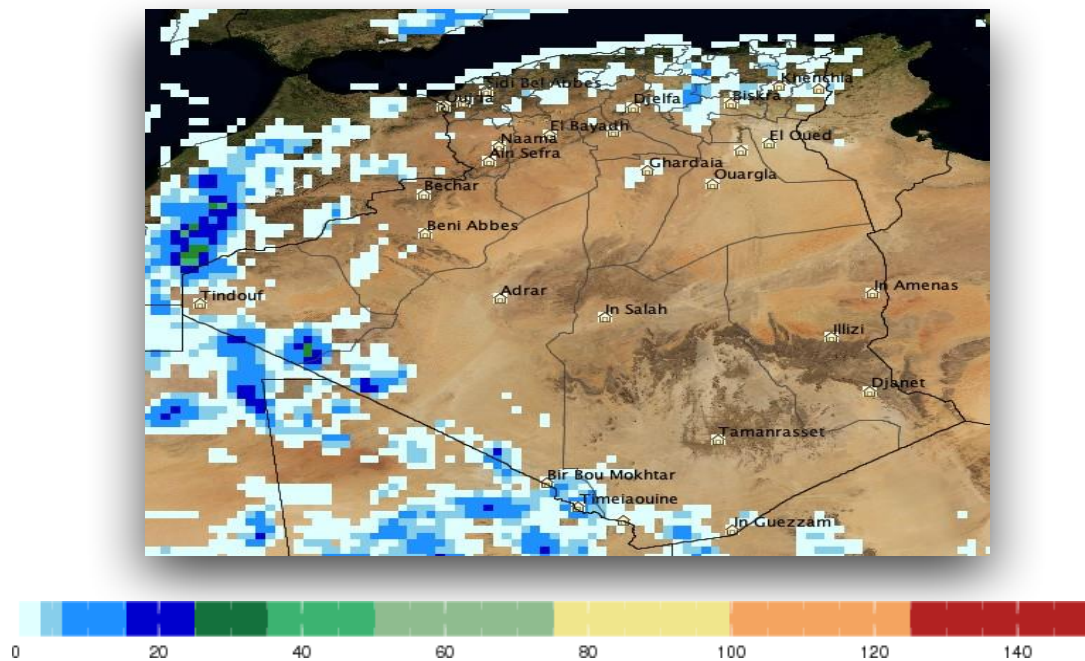 Sidi Bel Abbes
Oujda
Khenshla
Djelfa
Biskra
El Bayadh
Naama
El Oued
Ain Sefra
Ghardaia
Ouargla
Bechar
Beni Abbes
Tindouf
Adrar
In Amenas
In Salah
Illizi
Djanet
Tamanrasset
Bir Bou Mokhtar
Timeiaouine
In Guezzam
0 20 40 60 80 100 120 140